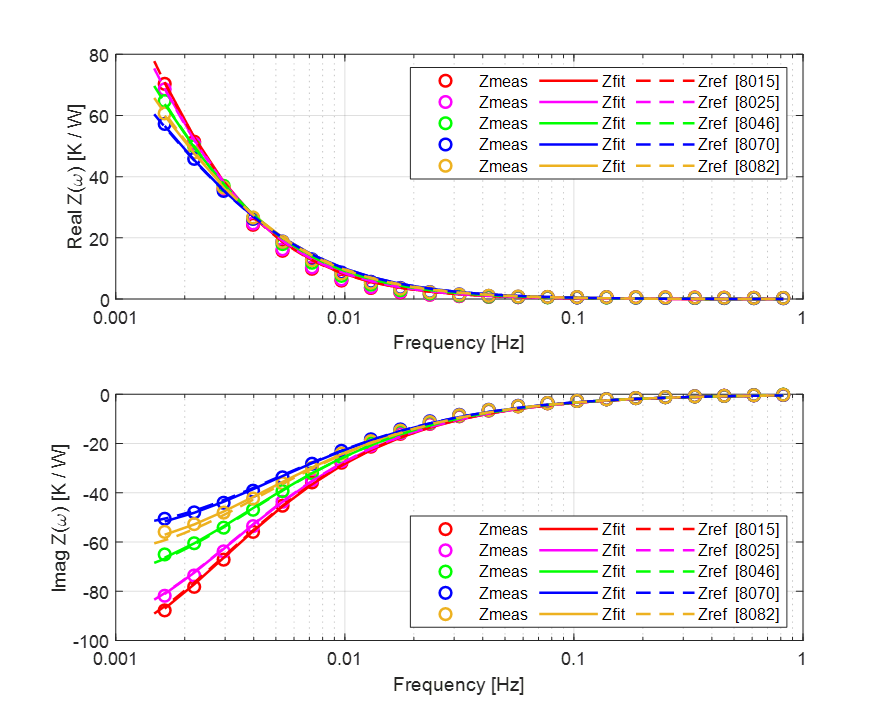 80
60
40
20
0
Real Z(ω) [K / W]
Zmeas Zfit Zref [8015]
Zmeas Zfit Zref [8025]
Zmeas Zfit Zref [8046]
Zmeas Zfit Zref [8070]
Zmeas Zfit Zref [8082]
0.001 0.01 0.1 1
Frequency [Hz]
0
-20
-40
-60
-80
-100
Imag Z(ω) [K / W]
Zmeas Zfit Zref [8015]
Zmeas Zfit Zref [8025]
Zmeas Zfit Zref [8046]
Zmeas Zfit Zref [8070]
Zmeas Zfit Zref [8082]
0.001 0.01 0.1 1
Frequency [Hz]